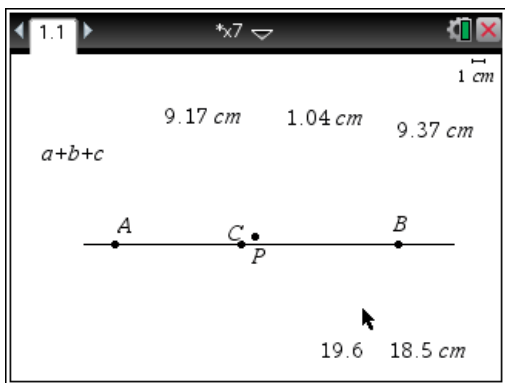 1.1 *x7
1 cm
9.17 cm 1.04 cm 9.37 cm
a+b+c
A C B
P
19.6 18.5 cm